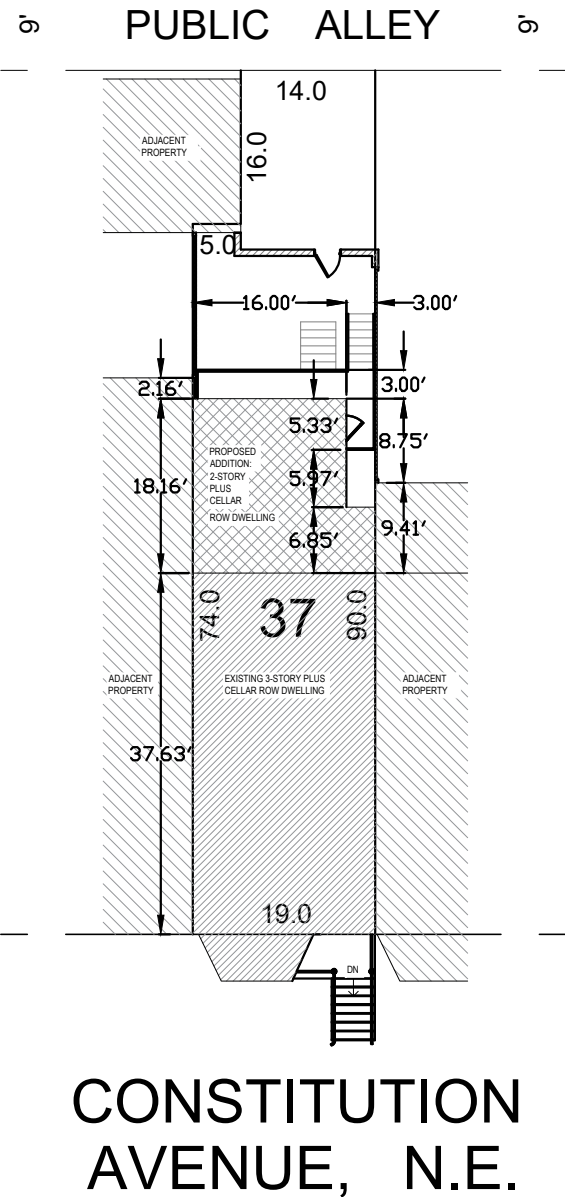 9'
PUBLIC ALLEY
9'
14.0
ADJACENT
PROPERTY
16.0
5.0
16.00'
3.00'
2.16'
3.00'
5.33'
8.75'
PROPOSED
ADDITION:
2-STORY
PLUS
CELLAR
ROW DWELLING
18.16'
5.97'
6.85'
9.41'
74.0
37
90.0
ADJACENT
PROPERTY
EXISTING 3-STORY PLUS
CELLAR ROW DWELLING
ADJACENT
PROPERTY
37.63'
19.0
DN
CONSTITUTION
AVENUE, N.E.